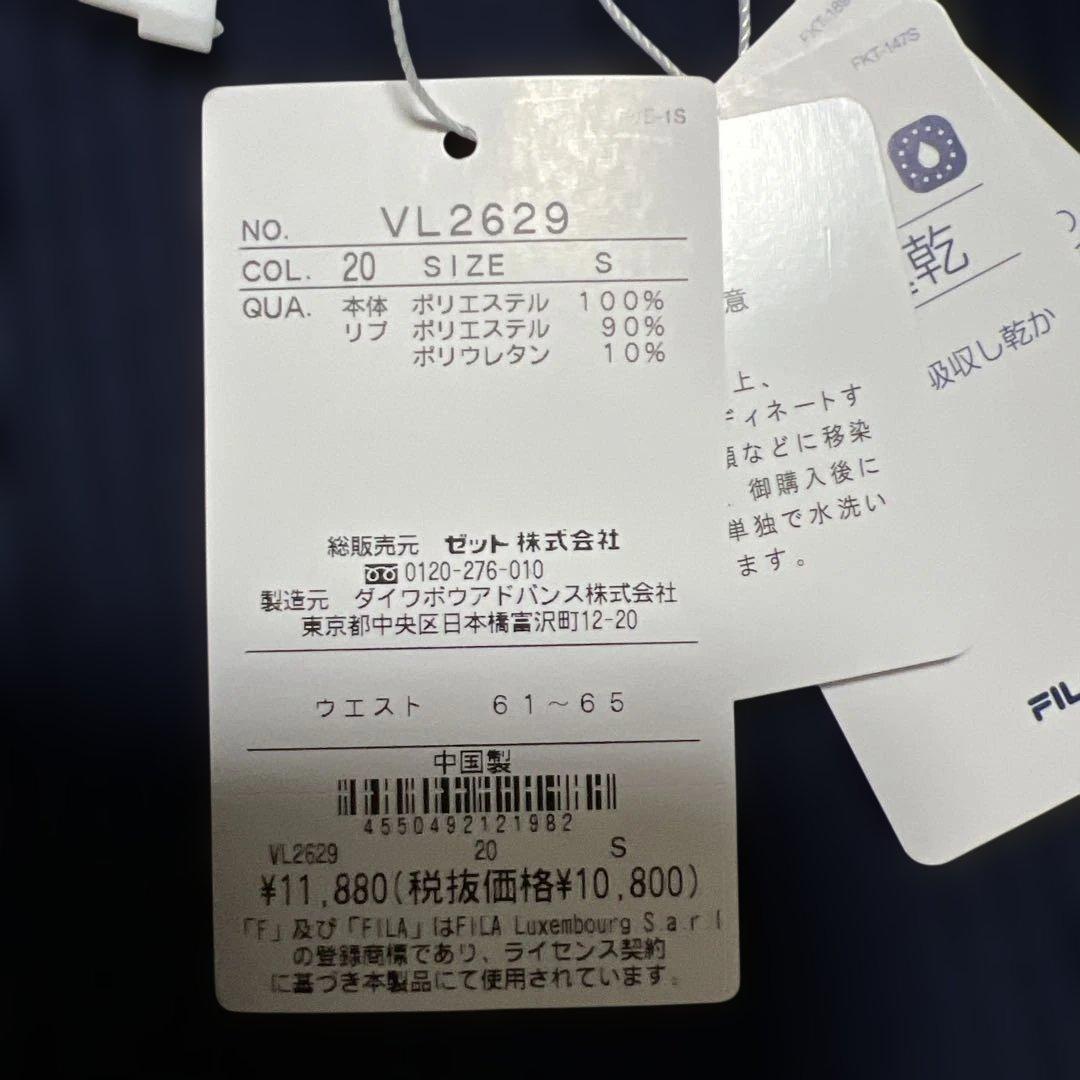 NO. VL2629
COL. 20 SIZE S
QUA. 本体 ポリエステル 100%
リブ ポリエステル 90%
ポリウレタン 10%
総販売元 ゼット株式会社
0120-276-010
製造元 ダイワボウアドバンス株式会社
東京都中央区日本橋富沢町12-20
ウエスト 61~65
中国製
4550492121982
VL2629 20 S
¥11,880(税抜価格¥10,800)
「F」及び「FILA」はFILA Luxembourg S.a.r l
の登録商標であり、ライセンス契約
に基づき本製品にて使用されています。
意
上、
ディネートす
類などに移染
御購入後に
単独で水洗い
ます。
FKT-147S
乾
吸収し乾か
FIL